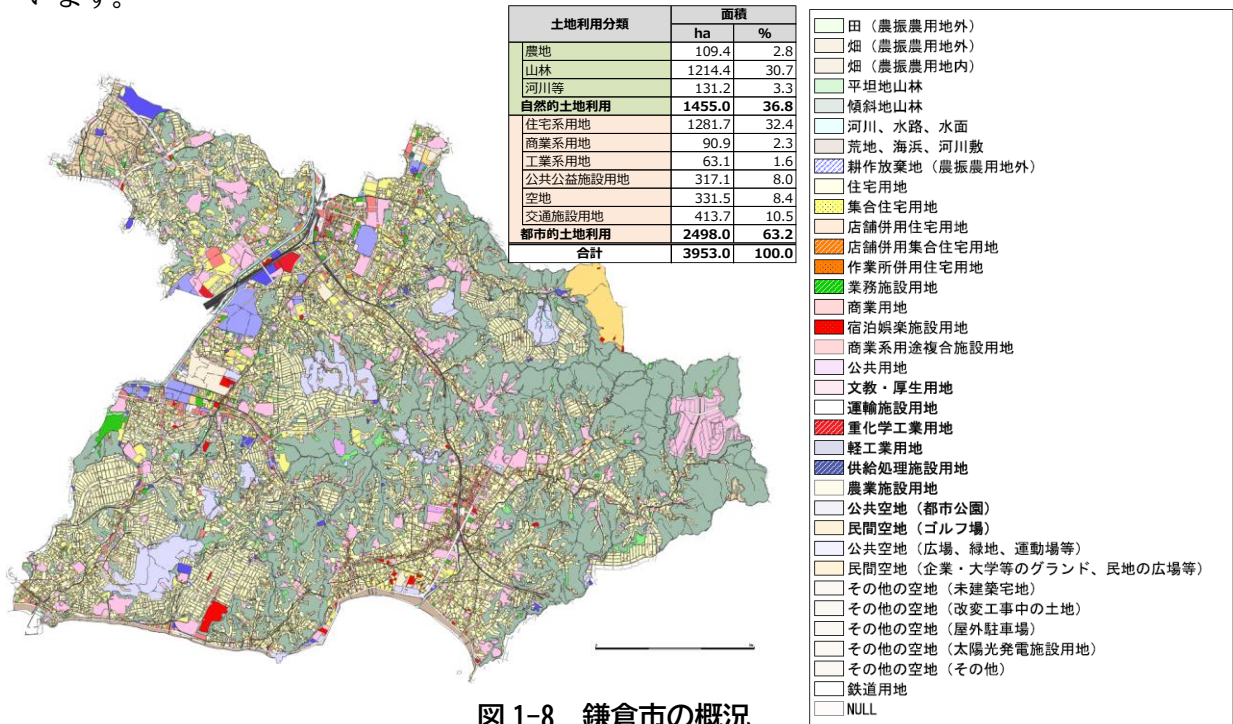 います。
土地利用分類 面積
ha %
農地 109.4 2.8
山林 1214.4 30.7
河川等 131.2 3.3
自然的土地利用 1455.0 36.8
住宅系用地 1281.7 32.4
商業系用地 90.9 2.3
工業系用地 63.1 1.6
公共公益施設用地 317.1 8.0
空地 331.5 8.4
交通施設用地 413.7 10.5
都市的土地利用 2498.0 63.2
合計 3953.0 100.0
田（農振農用地外）
畑（農振農用地外）
畑（農振農用地内）
平坦地山林
傾斜地山林
河川、水路、水面
荒地、海浜、河川敷
耕作放棄地（農振農用地外）
住宅用地
集合住宅用地
店舗併用住宅用地
店舗併用集合住宅用地
作業所併用住宅用地
業務施設用地
商業用地
宿泊娯楽施設用地
商業系用途複合施設用地
公共用地
文教・厚生用地
運輸施設用地
重化学工業用地
軽工業用地
供給処理施設用地
農業施設用地
公共空地（都市公園）
民間空地（ゴルフ場）
公共空地（広場、緑地、運動場等）
民間空地（企業・大学等のグランド、民地の広場等）
その他の空地（未建築宅地）
その他の空地（改変工事中の土地）
その他の空地（屋外駐車場）
その他の空地（太陽光発電施設用地）
その他の空地（その他）
鉄道用地
NULL
図 1-8 鎌倉市の概況